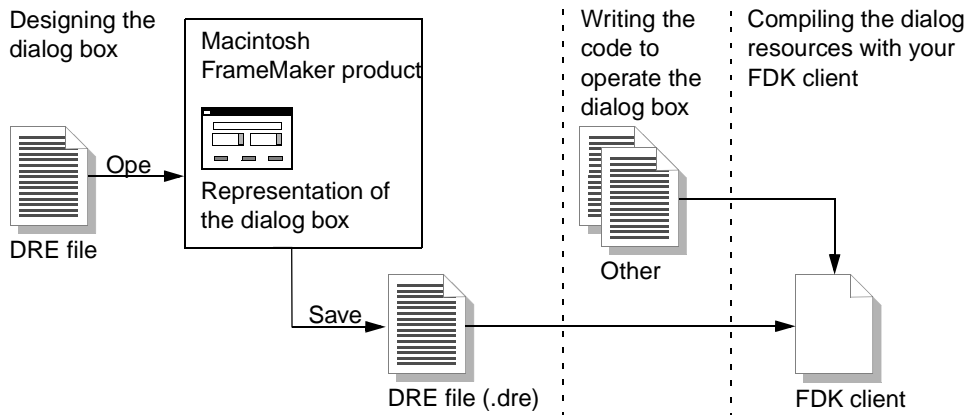 Designing the
dialog box
Macintosh
FrameMaker product
Representation of
the dialog box
Ope
DRE file
Save
DRE file (.dre)
Writing the
code to
operate the
dialog box
Other
Compiling the dialog
resources with your
FDK client
FDK client